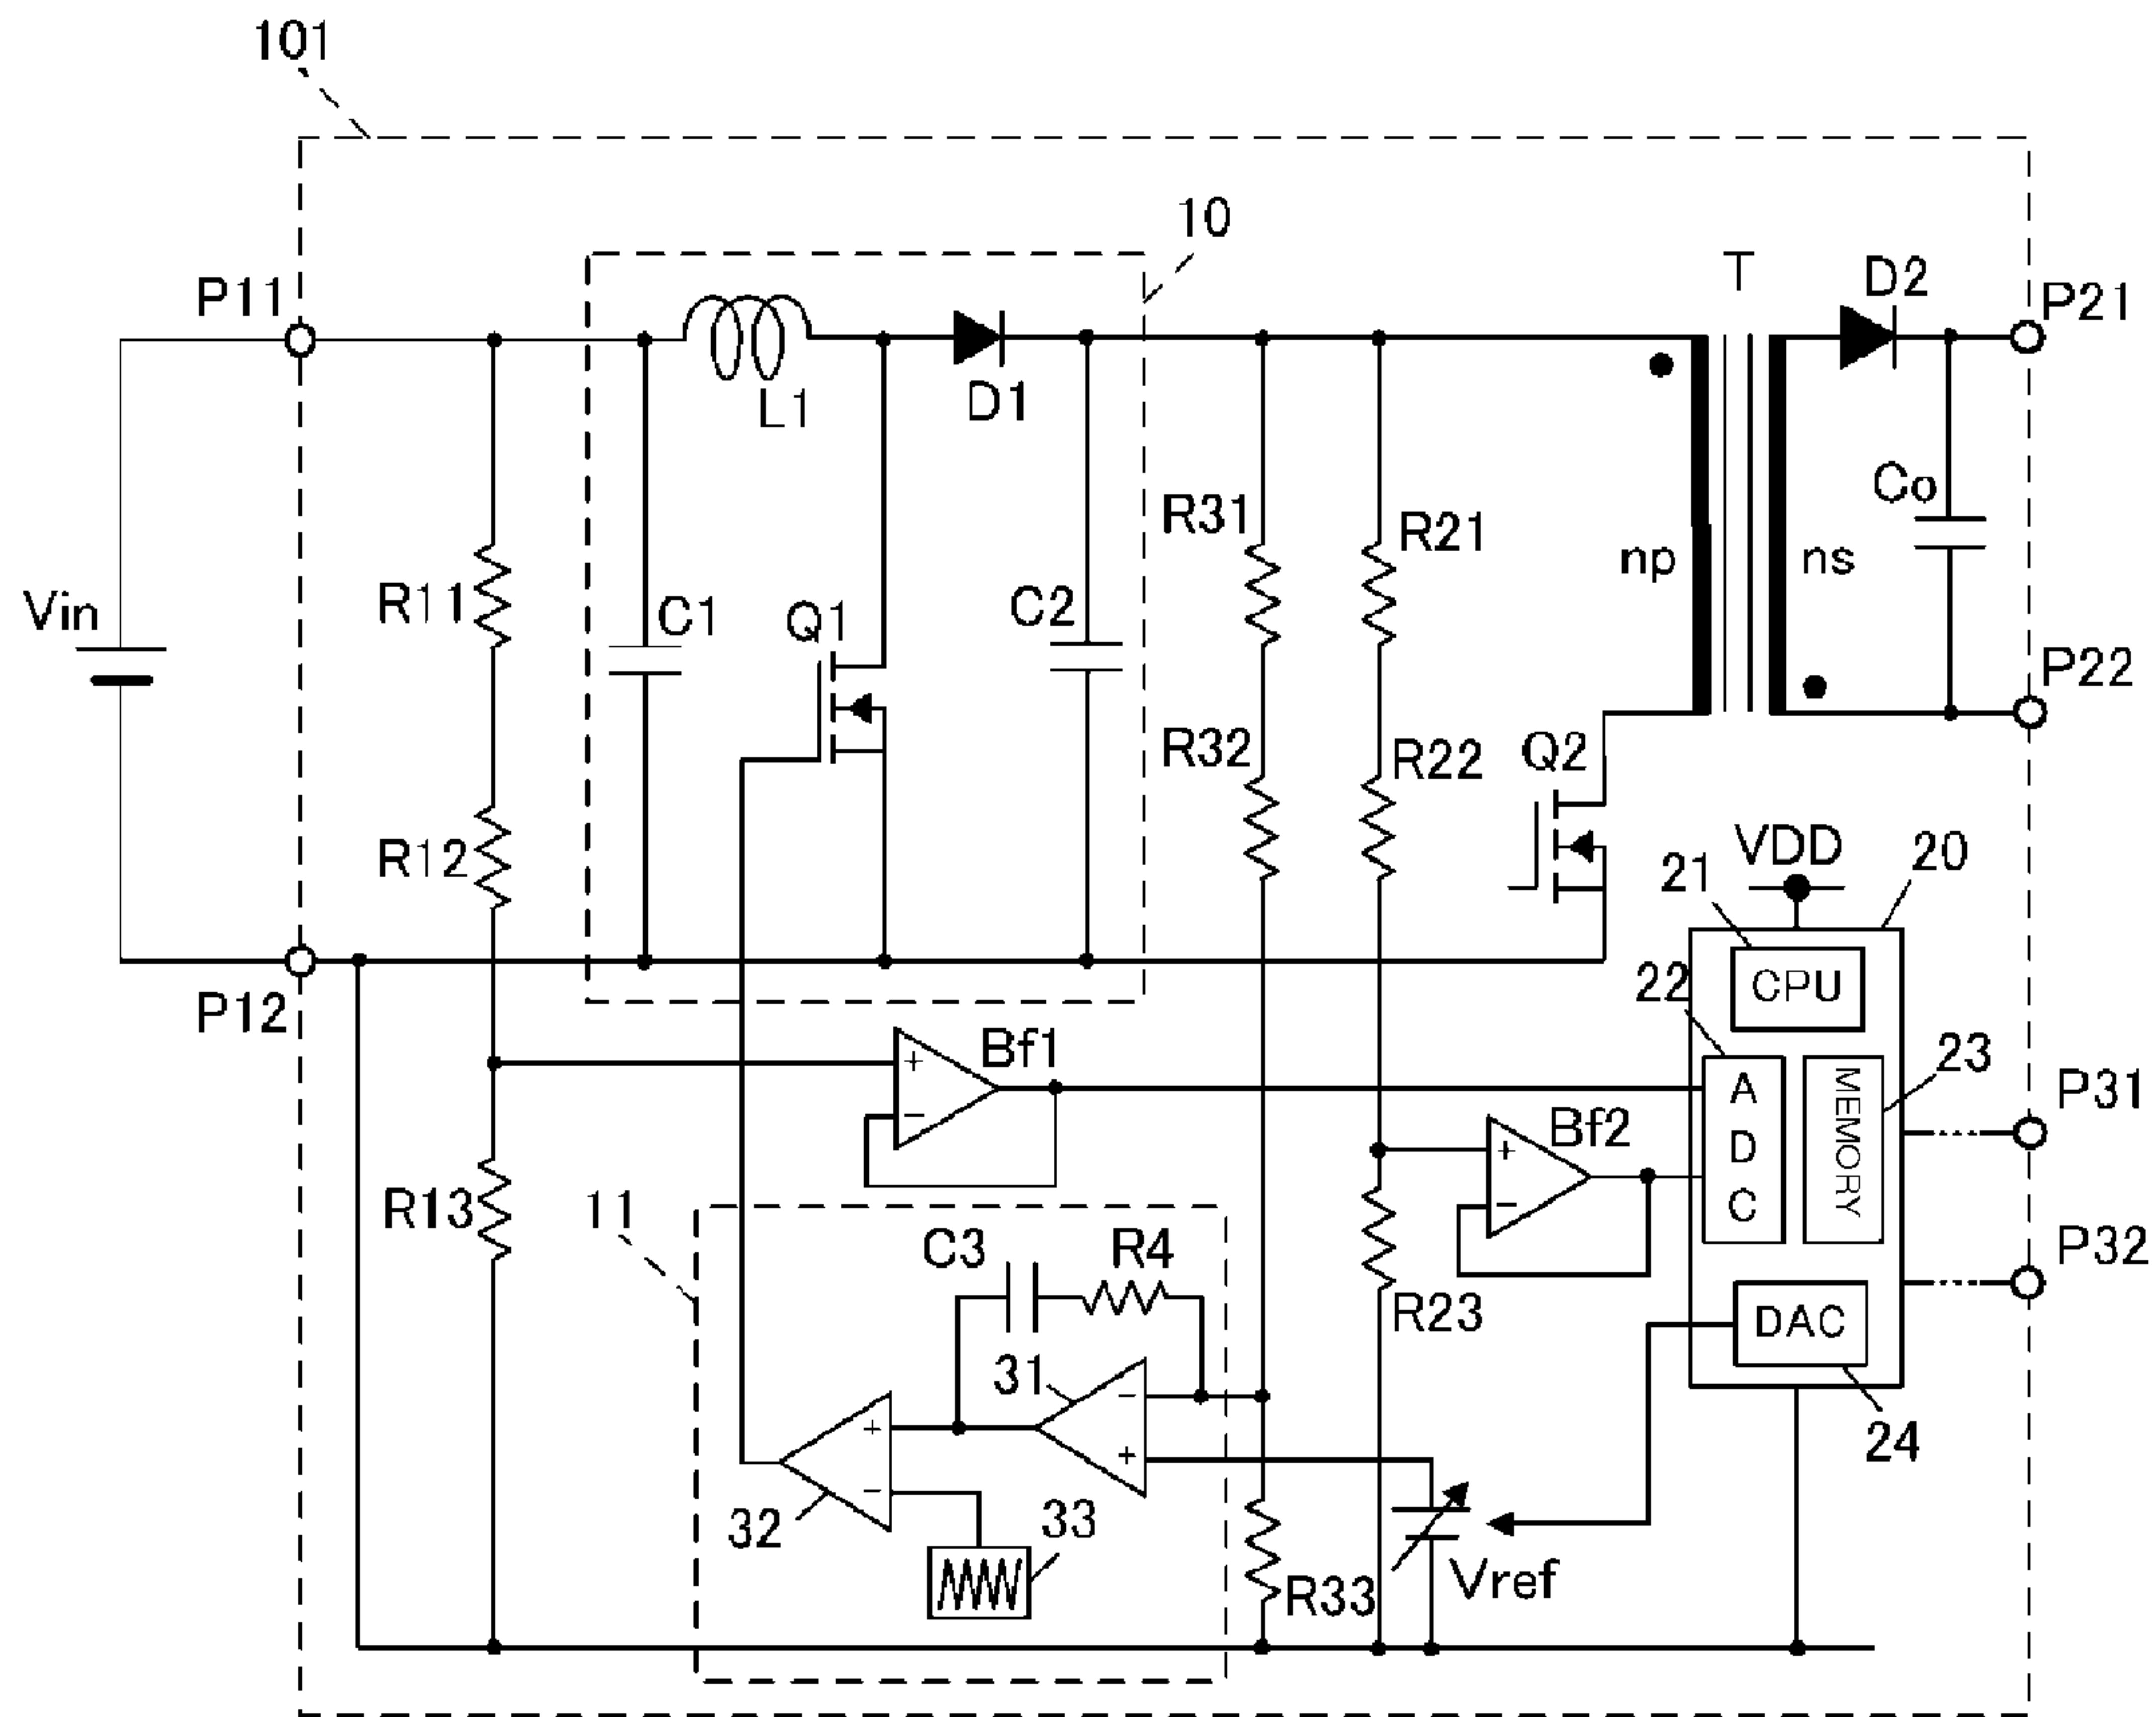 101
10
P11
T
D2
P21
L1
D1
Co
R31
R21
np
ns
Vin
R11
C1
Q1
C2
P22
R32
R22
Q2
R12
VDD
21
20
22
CPU
P12
Bf1
23
+
−
A
D
C
MEMORY
P31
Bf2
+
−
R13
11
C3
R4
P32
R23
DAC
31
−
+
+
−
24
32
33
R33
Vref